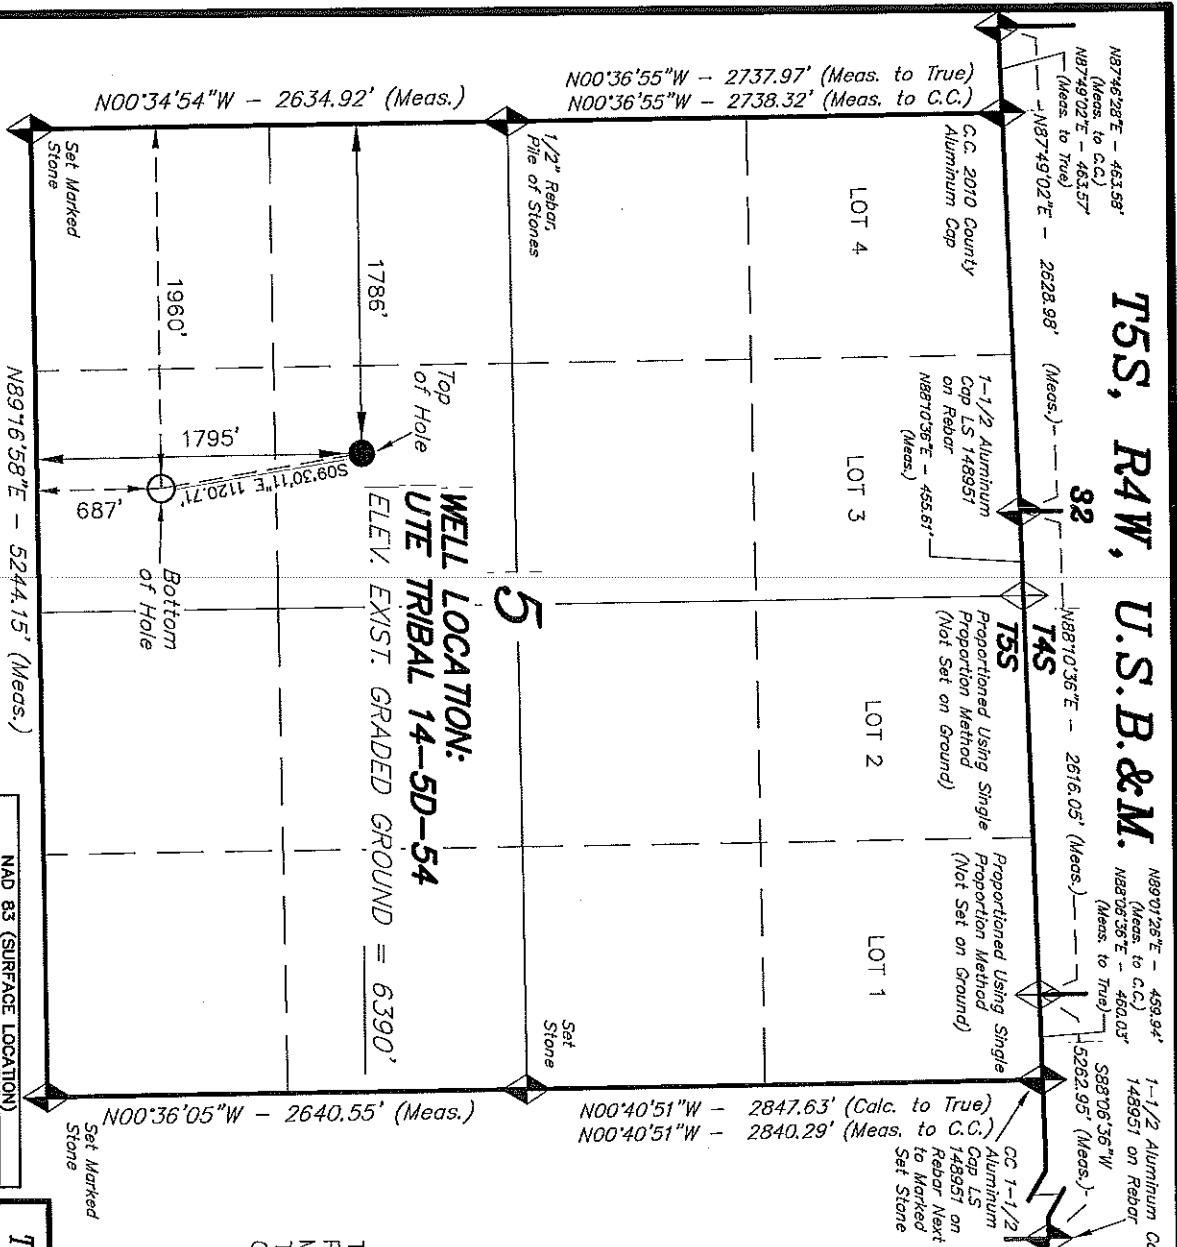 T5S, R4W, U.S.B.&M.
N87°46'28"E - 463.58'
(Meas. to C.C.)
N87°49'02"E - 463.57'
(Meas. to True)
N87°49'02"E - 2628.98' (Meas.)
32
N88°10'36"E - 2616.05' (Meas.)
N89°01'26"E - 459.94'
(Meas. to C.C.)
N88°06'36"E - 460.03'
(Meas. to True)
1-1/2 Aluminum
148951 on Rebar
S88°06'36"W
5262.95' (Meas.)
T4S
T5S
C.C. 2010 County
Aluminum Cap
1-1/2 Aluminum
Cap LS 148951
on Rebar
N88°10'36"E - 455.61'
(Meas.)
Proportioned Using Single
Proportion Method
(Not Set on Ground)
Proportioned Using Single
Proportion Method
(Not Set on Ground)
CC 1-1/2
Aluminum
Cap LS
148951 on
Rebar Next
to Marked
Set Stone
LOT 4
LOT 3
LOT 2
LOT 1
N00°36'55"W - 2737.97' (Meas. to True)
N00°36'55"W - 2738.32' (Meas. to C.C.)
N00°40'51"W - 2847.63' (Calc. to True)
N00°40'51"W - 2840.29' (Meas. to C.C.)
1/2" Rebar,
Pile of Stones
5
Set
Stone
N00°34'54"W - 2634.92' (Meas.)
1786'
Top
of Hole
WELL LOCATION:
UTE TRIBAL 14-5D-54
ELEV. EXIST. GRADED GROUND = 6390'
1795'
S09°30'11"E 1120.71'
1960'
687'
Bottom
of Hole
N00°36'05"W - 2640.55' (Meas.)
Set Marked
Stone
Set Marked
Stone
N89°16'58"E - 5244.15' (Meas.)
NAD 83 (SURFACE LOCATION)